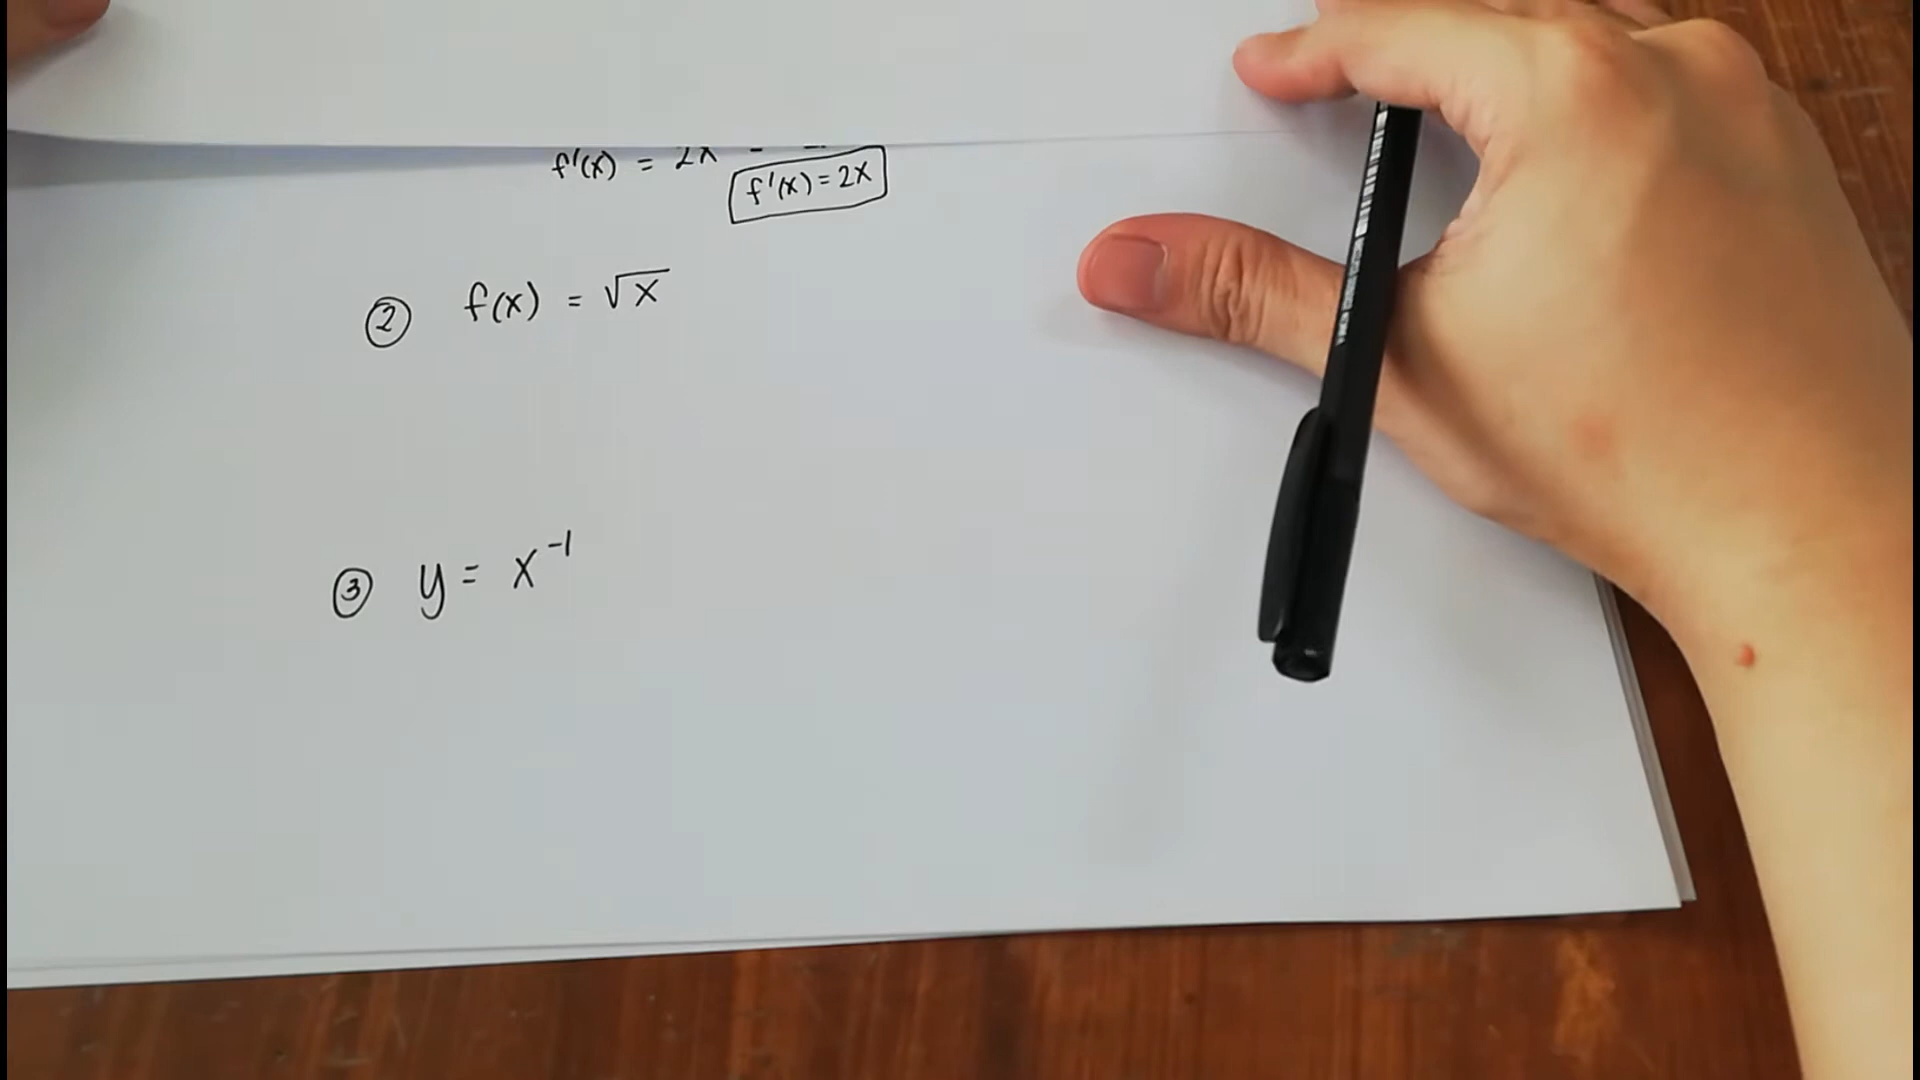 f'(x) = 2x
f'(x) = 2x
② f(x) = √x
③ y = x⁻¹